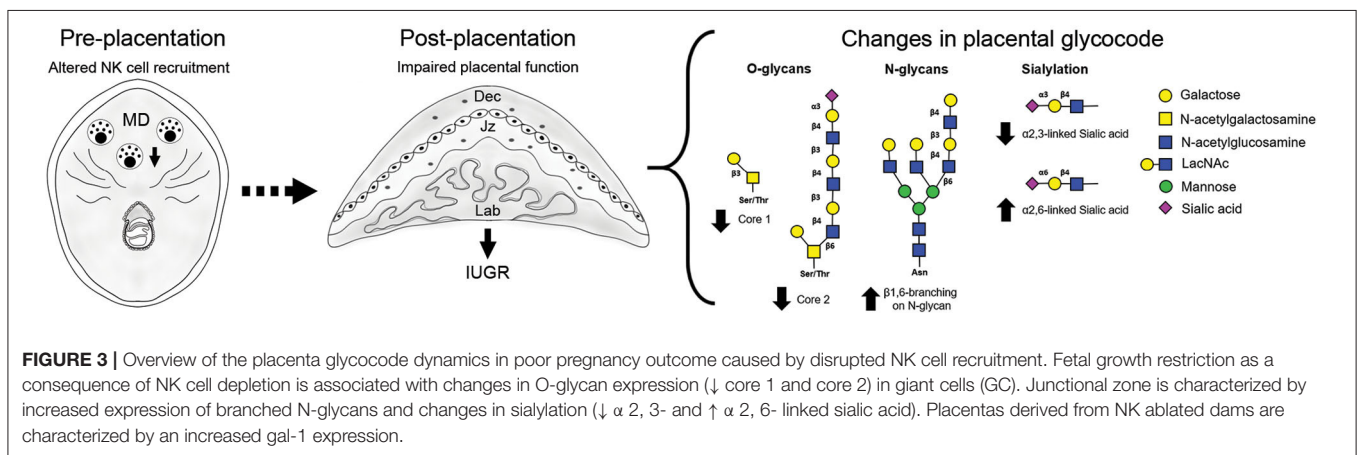 Pre-placentation
Altered NK cell recruitment
MD
Post-placentation
Impaired placental function
Dec
Jz
Lab
IUGR
Changes in placental glycocode
O-glycans
β3
Ser/Thr
Core 1
α3
β4
β3
β4
β3
β4
β6
Ser/Thr
Core 2
N-glycans
β4
β3
β4
β6
Asn
β1,6-branching
on N-glycan
Sialylation
α3 β4
α2,3-linked Sialic acid
α6 β4
α2,6-linked Sialic acid
Galactose
N-acetylgalactosamine
N-acetylglucosamine
LacNAc
Mannose
Sialic acid
FIGURE 3 | Overview of the placenta glycocode dynamics in poor pregnancy outcome caused by disrupted NK cell recruitment. Fetal growth restriction as a
consequence of NK cell depletion is associated with changes in O-glycan expression (↓ core 1 and core 2) in giant cells (GC). Junctional zone is characterized by
increased expression of branched N-glycans and changes in sialylation (↓ α 2, 3- and ↑ α 2, 6- linked sialic acid). Placentas derived from NK ablated dams are
characterized by an increased gal-1 expression.